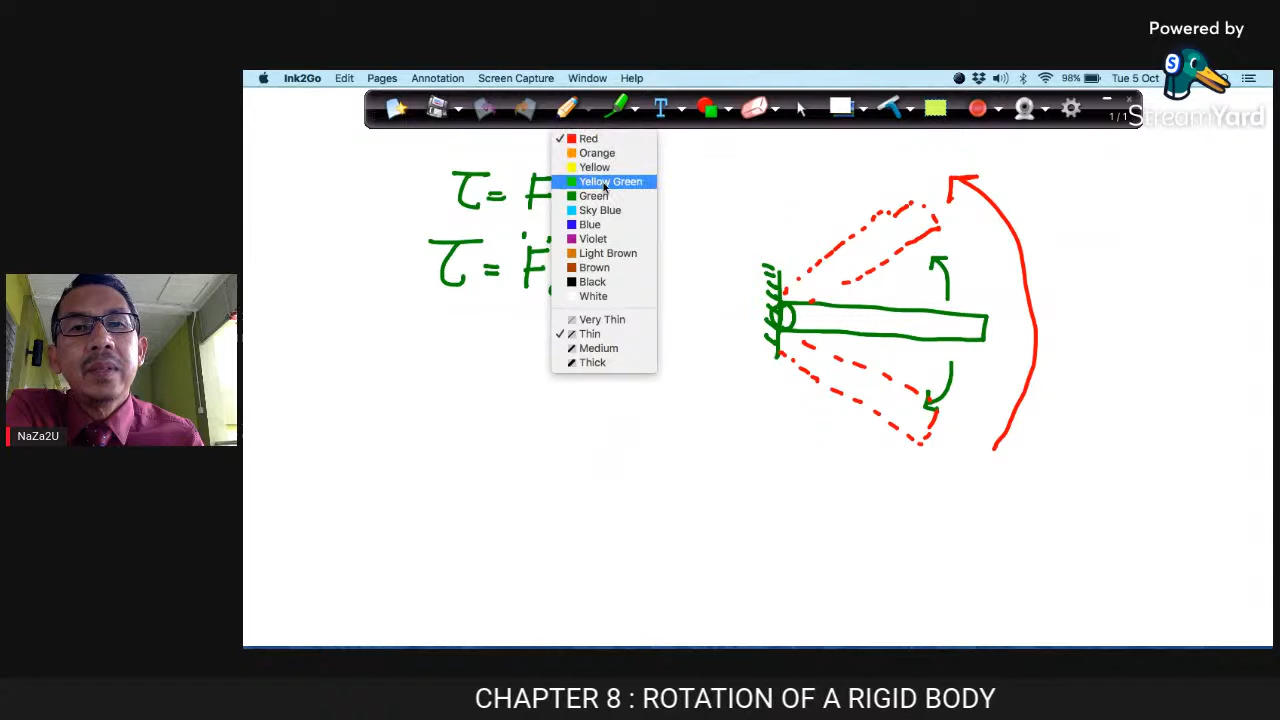 Powered by
StreamYard
Ink2Go Edit Pages Annotation Screen Capture Window Help 98% Tue 5 Oct
T
1/1
τ = F
τ = F
Red
Orange
Yellow
Yellow Green
Green
Sky Blue
Blue
Violet
Light Brown
Brown
Black
White
Very Thin
Thin
Medium
Thick
NaZa2U
CHAPTER 8 : ROTATION OF A RIGID BODY